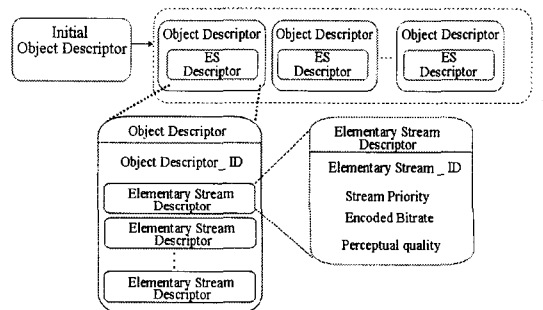 Initial
Object Descriptor
Object Descriptor
ES
Descriptor
Object Descriptor
ES
Descriptor
...
Object Descriptor
ES
Descriptor
Object Descriptor
Object Descriptor_ ID
Elementary Stream
Descriptor
Elementary Stream
Descriptor
Elementary Stream
Descriptor
Elementary Stream
Descriptor
Elementary Stream _ ID
Stream Priority
Encoded Bitrate
Perceptual quality